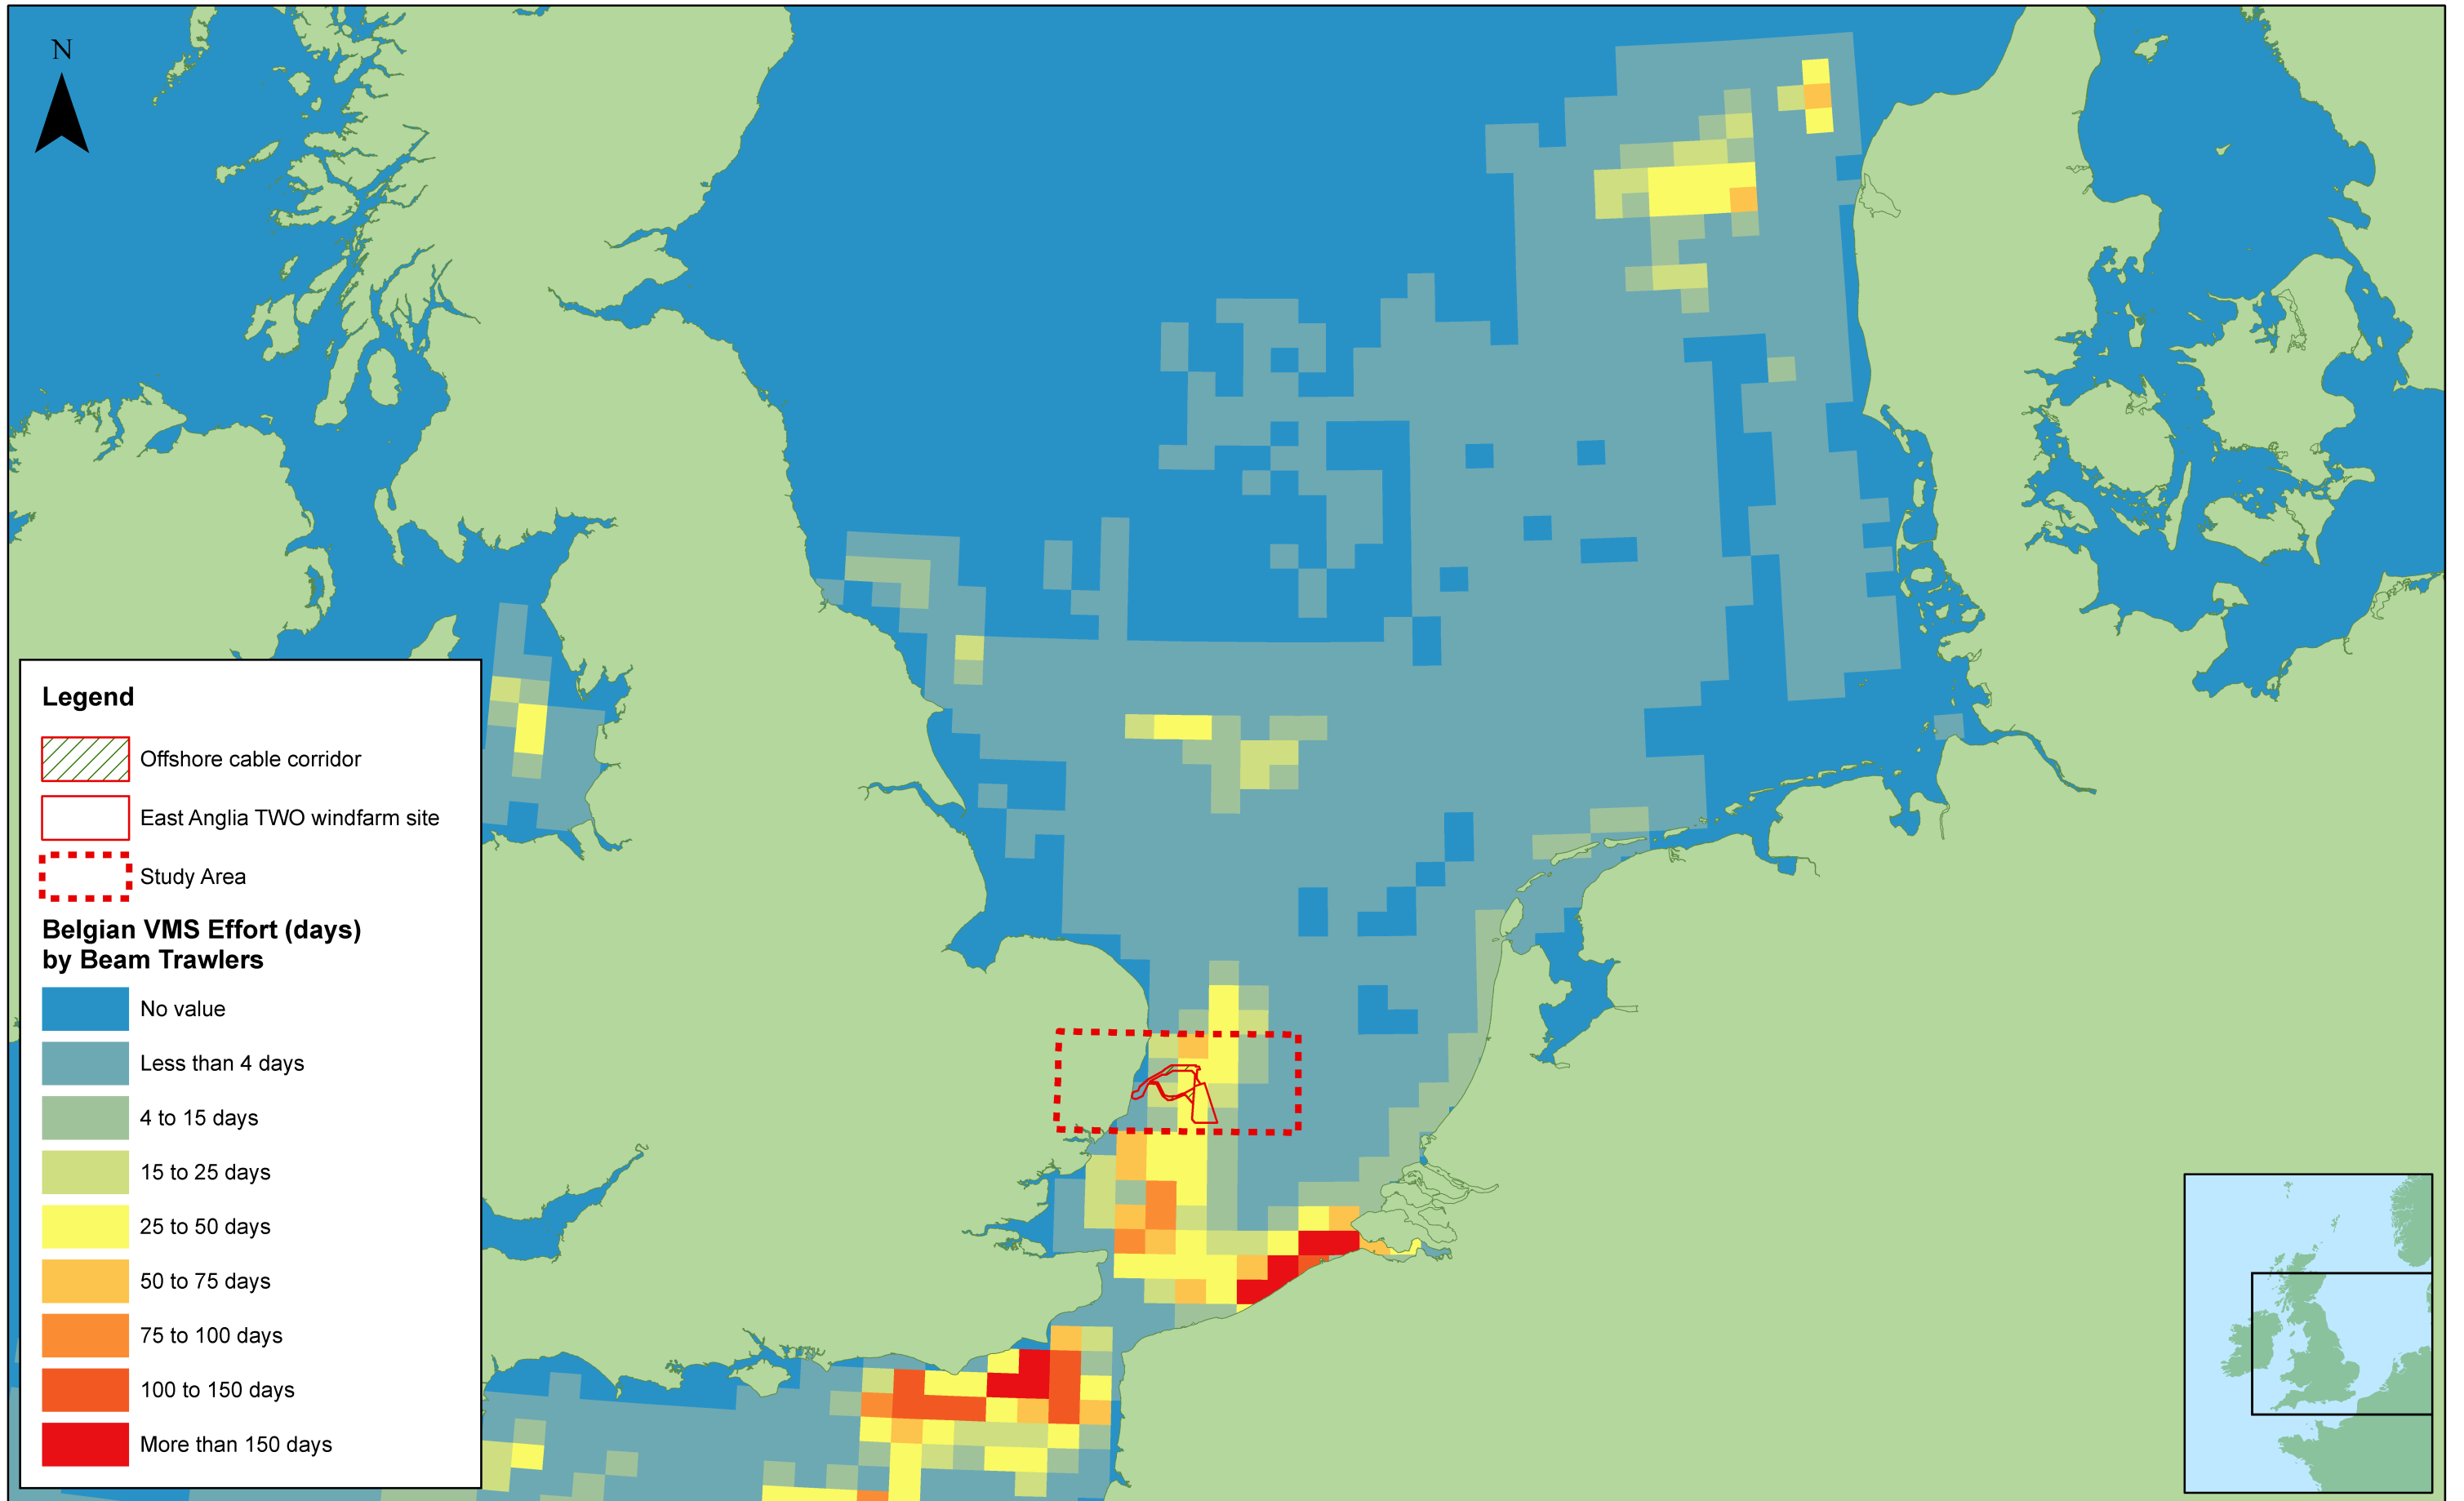 N
Legend
Offshore cable corridor
East Anglia TWO windfarm site
Study Area
Belgian VMS Effort (days)
by Beam Trawlers
No value
Less than 4 days
4 to 15 days
15 to 25 days
25 to 50 days
50 to 75 days
75 to 100 days
100 to 150 days
More than 150 days